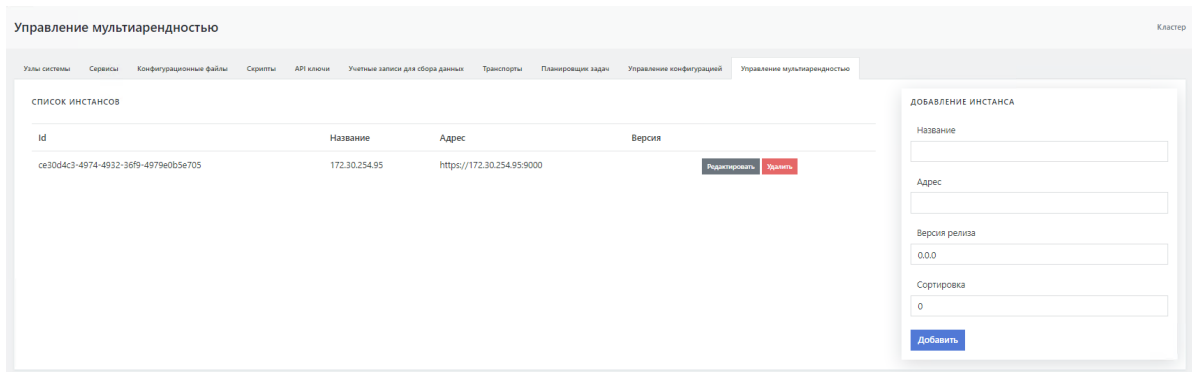 Управление мультиарендностью
Кластер
Узлы системы Сервисы Конфигурационные файлы Скрипты API ключи Учетные записи для сбора данных Транспорты Планировщик задач Управление конфигурацией Управление мультиарендностью
СПИСОК ИНСТАНСОВ
Id Название Адрес Версия
ce30d4c3-4974-4932-36f9-4979e0b5e705 172.30.254.95 https://172.30.254.95:9000 Редактировать Удалить
ДОБАВЛЕНИЕ ИНСТАНСА
Название
Адрес
Версия релиза
0.0.0
Сортировка
0
Добавить